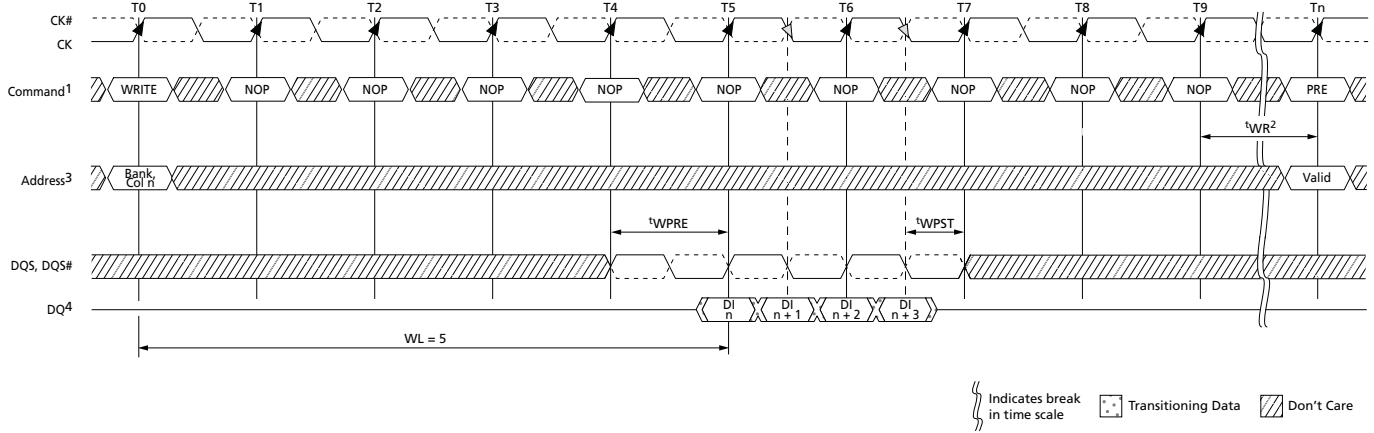 T0 T1 T2 T3 T4 T5 T6 T7 T8 T9 Tn
CK#
CK
Command1 WRITE NOP NOP NOP NOP NOP NOP NOP NOP NOP PRE
tWR2
Address3 Bank, Col n Valid
tWPRE tWPST
DQS, DQS#
DQ4 DI n DI n + 1 DI n + 2 DI n + 3
WL = 5
Indicates break in time scale
Transitioning Data
Don't Care